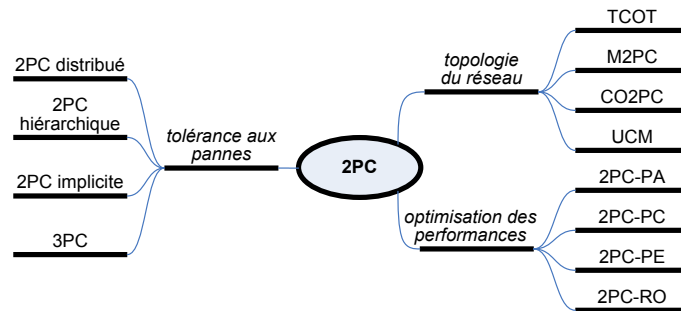 2PC distribué
2PC
hiérarchique
2PC implicite
3PC
tolérance aux
pannes
2PC
topologie
du réseau
TCOT
M2PC
CO2PC
UCM
optimisation des
performances
2PC-PA
2PC-PC
2PC-PE
2PC-RO